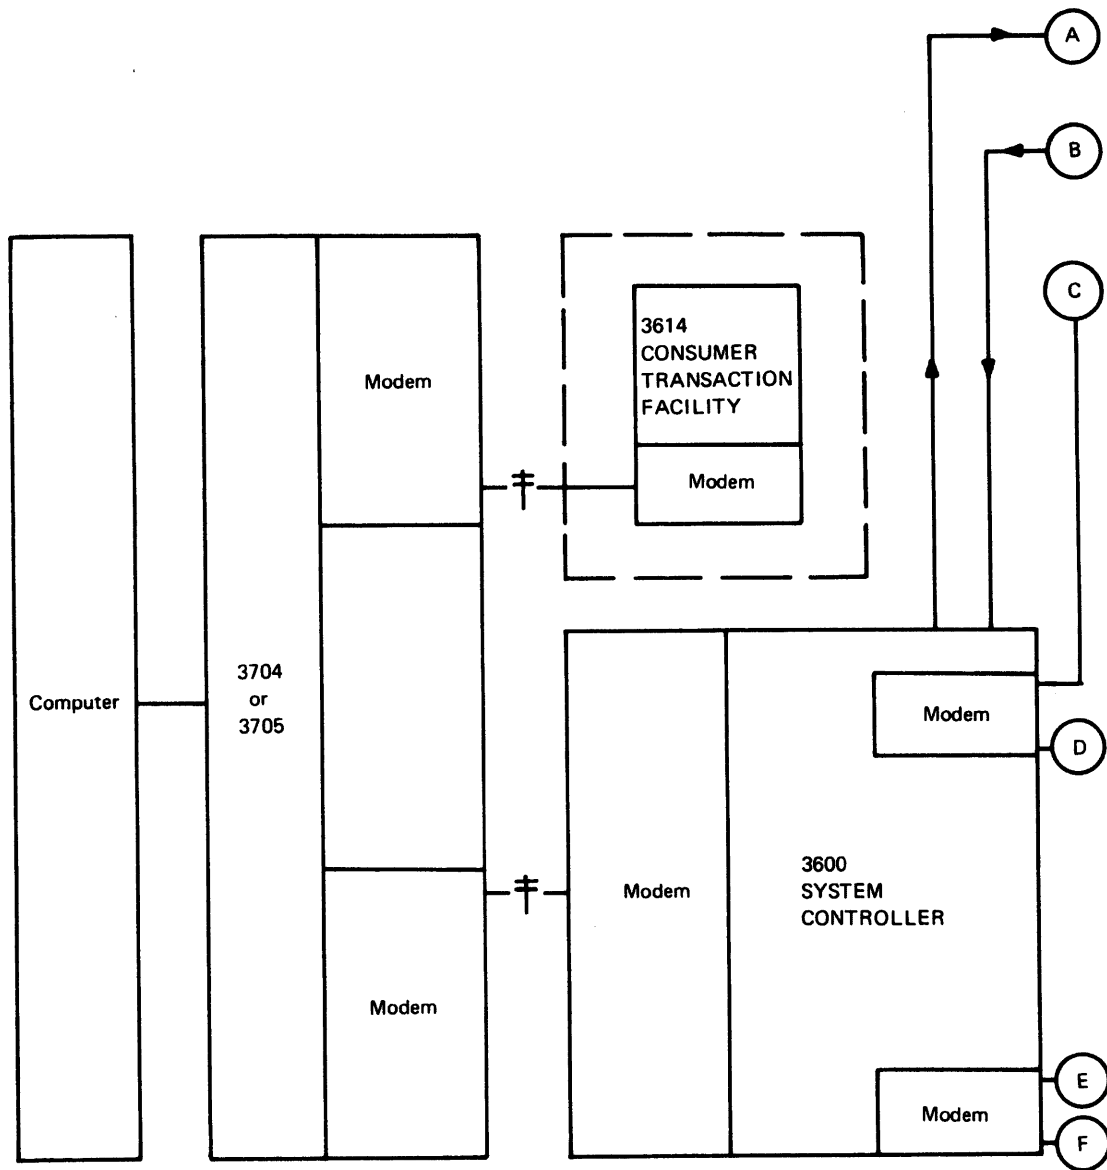 A
B
C
3614
CONSUMER
TRANSACTION
FACILITY
Modem
Modem
Computer
3704
or
3705
Modem
D
3600
SYSTEM
CONTROLLER
Modem
Modem
E
Modem
F